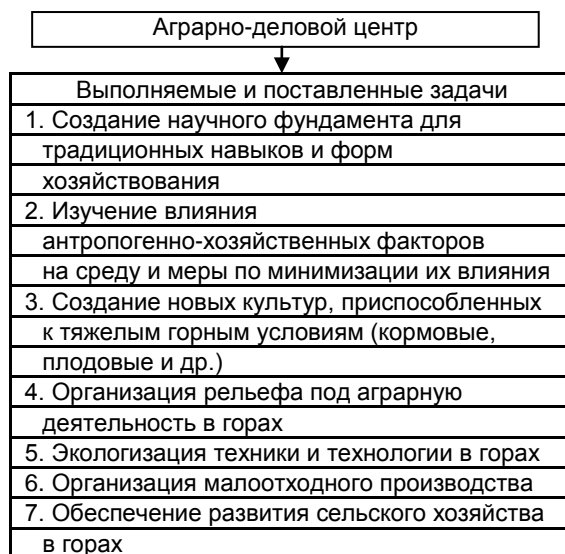 Аграрно-деловой центр
Выполняемые и поставленные задачи
1. Создание научного фундамента для
традиционных навыков и форм
хозяйствования
2. Изучение влияния
антропогенно-хозяйственных факторов
на среду и меры по минимизации их влияния
3. Создание новых культур, приспособленных
к тяжелым горным условиям (кормовые,
плодовые и др.)
4. Организация рельефа под аграрную
деятельность в горах
5. Экологизация техники и технологии в горах
6. Организация малоотходного производства
7. Обеспечение развития сельского хозяйства
в горах